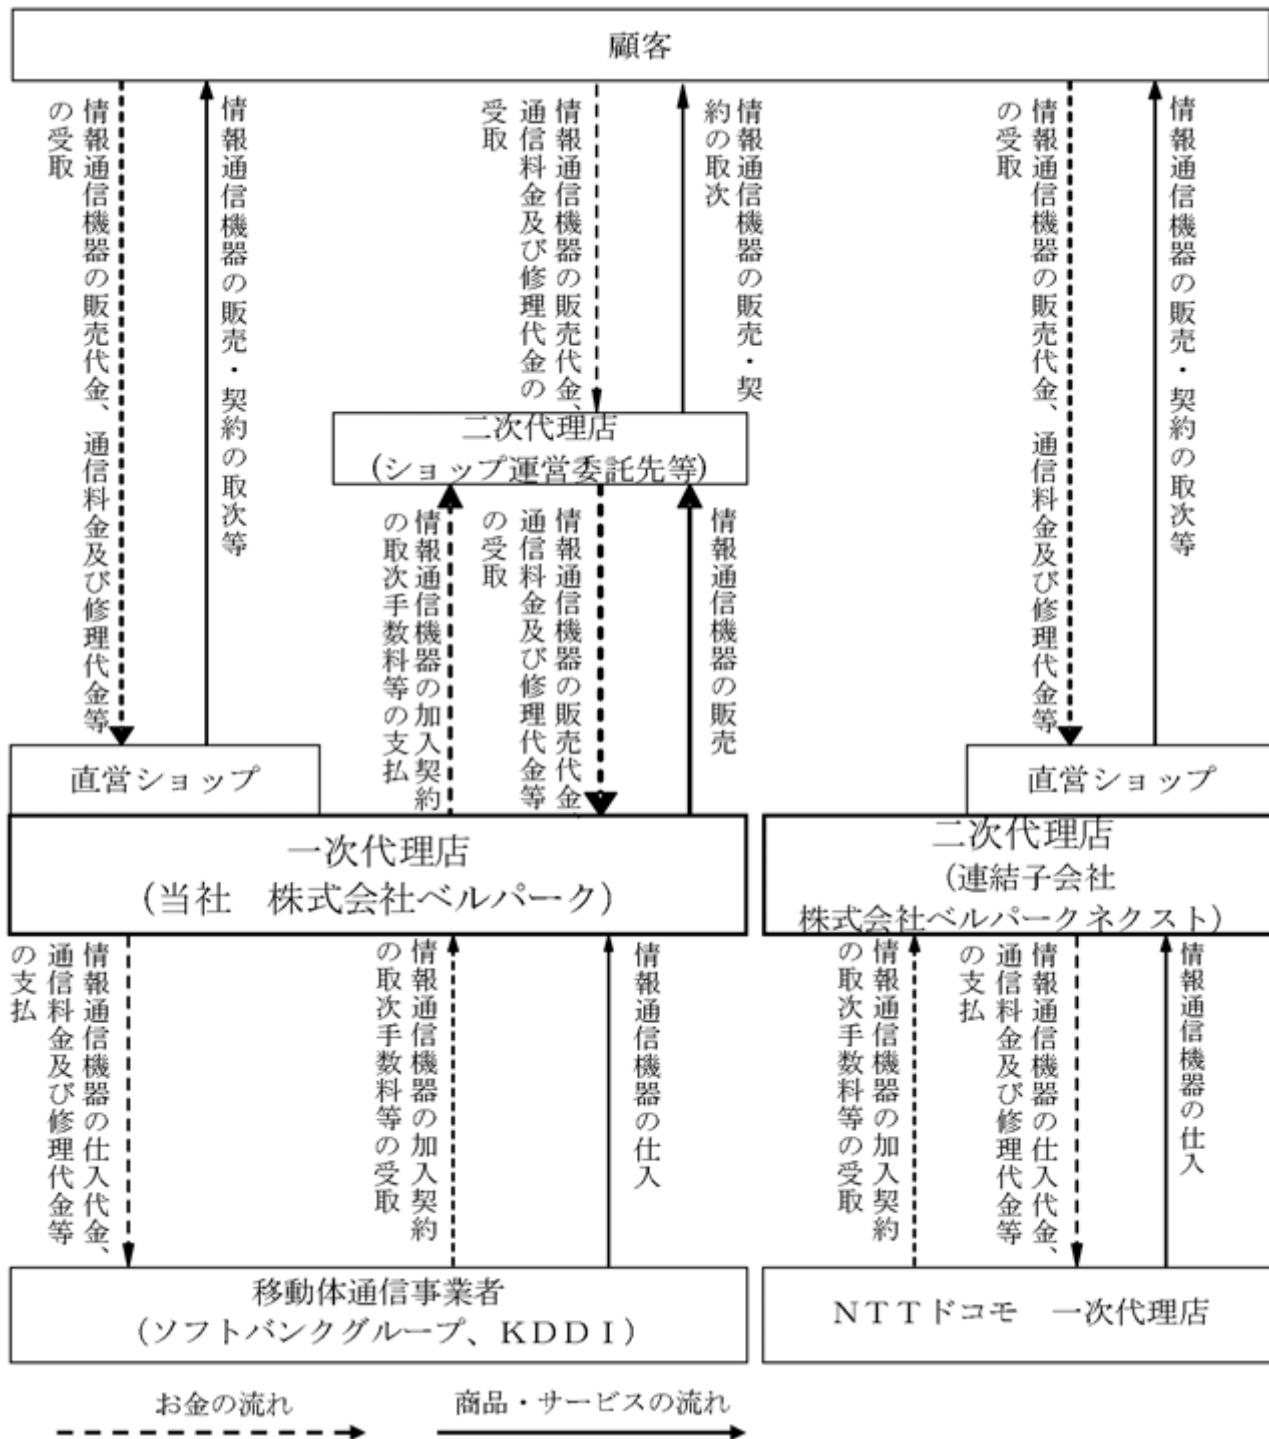 顧客
情報通信機器の販売代金、通信料金及び修理代金等
の受取
情報通信機器の販売・契約の取次等
情報通信機器の販売代金、
通信料金及び修理代金の
受取
情報通信機器の販売・契
約の取次
情報通信機器の販売代金、通信料金及び修理代金等
の受取
情報通信機器の販売・契約の取次等
二次代理店
(ショップ運営委託先等)
情報通信機器の加入契約
の取次手数料等の支払
情報通信機器の販売代金、
通信料金及び修理代金等
の受取
情報通信機器の販売
直営ショップ
直営ショップ
一次代理店
(当社 株式会社ベルパーク)
二次代理店
(連結子会社
株式会社ベルパークネクスト)
情報通信機器の仕入代金、
通信料金及び修理代金等
の支払
情報通信機器の加入契約
の取次手数料等の受取
情報通信機器の仕入
情報通信機器の加入契約
の取次手数料等の受取
情報通信機器の仕入代金、
通信料金及び修理代金等
の支払
情報通信機器の仕入
移動体通信事業者
(ソフトバンクグループ、KDDI)
NTTドコモ 一次代理店
お金の流れ
商品・サービスの流れ